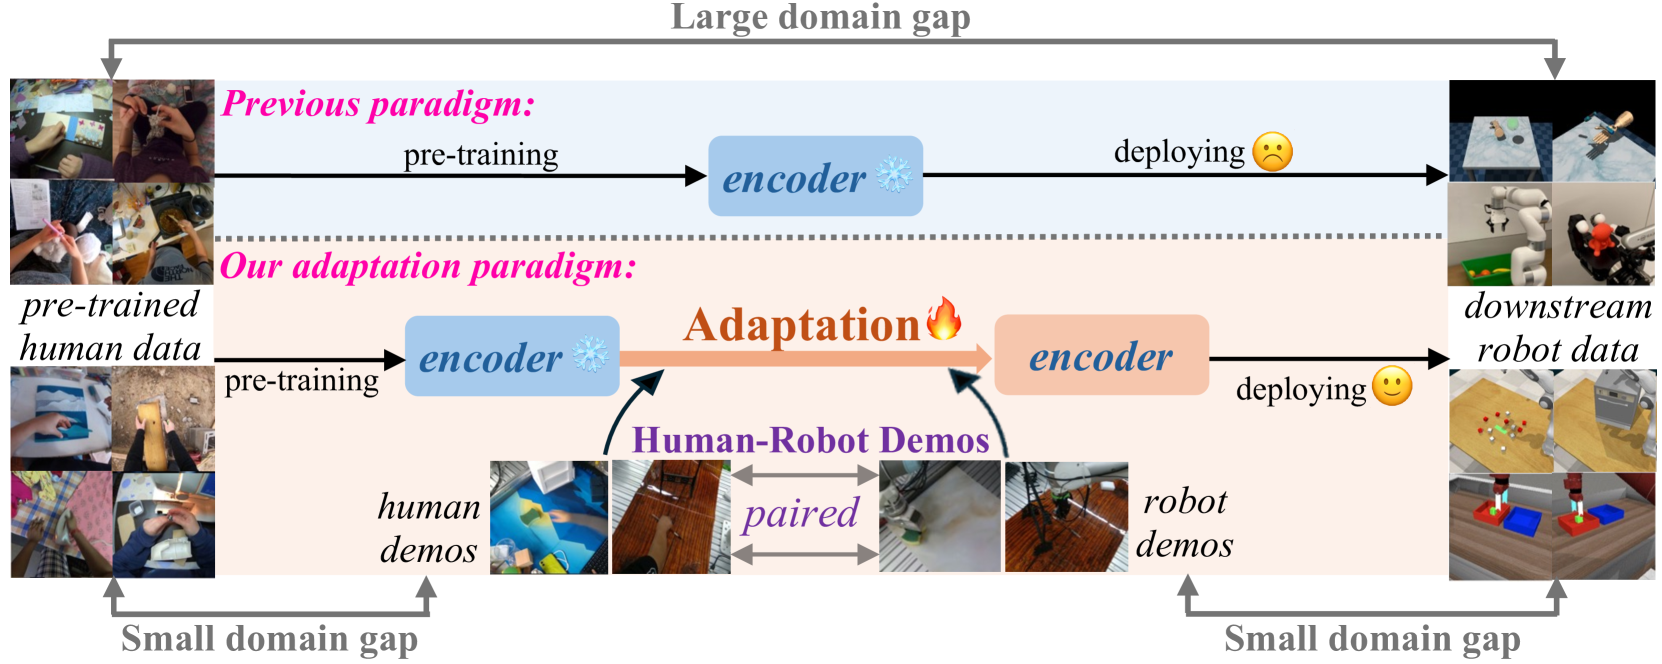 Large domain gap
Previous paradigm:
pre-training
encoder
deploying
Our adaptation paradigm:
pre-trained
human data
pre-training
encoder
Adaptation
encoder
deploying
downstream
robot data
Human-Robot Demos
human
demos
paired
robot
demos
Small domain gap
Small domain gap